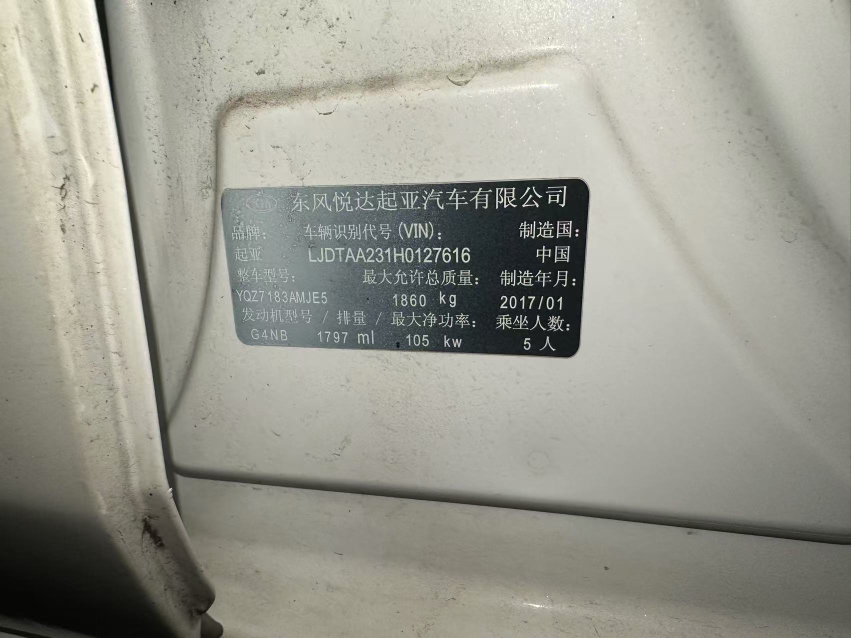 东风悦达起亚汽车有限公司
品牌： 车辆识别代号(VIN)： 制造国：
起亚 LJDTAA231H0127616 中国
整车型号： 最大允许总质量： 制造年月：
YQZ7183AMJE5 1860 kg 2017/01
发动机型号 / 排量 / 最大净功率： 乘坐人数：
G4NB 1797 ml 105 kw 5 人